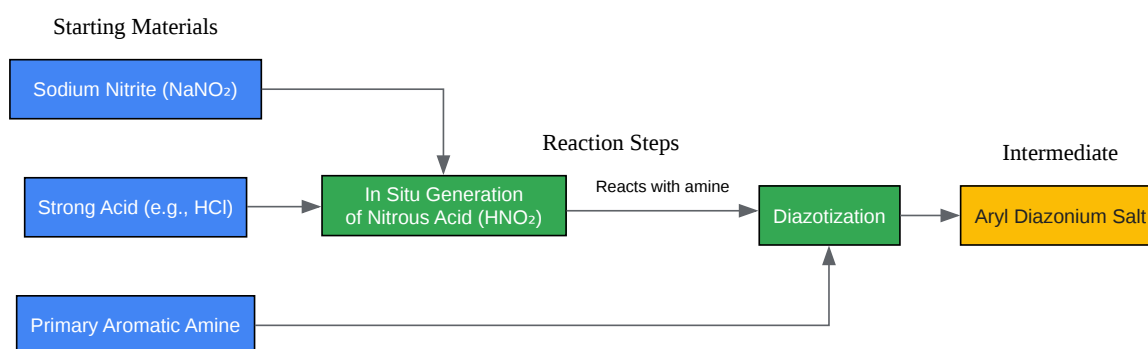 Starting Materials
Sodium Nitrite (NaNO₂)
Reaction Steps
Intermediate
Strong Acid (e.g., HCl)
In Situ Generation
of Nitrous Acid (HNO₂)
Reacts with amine
Diazotization
Aryl Diazonium Salt
Primary Aromatic Amine